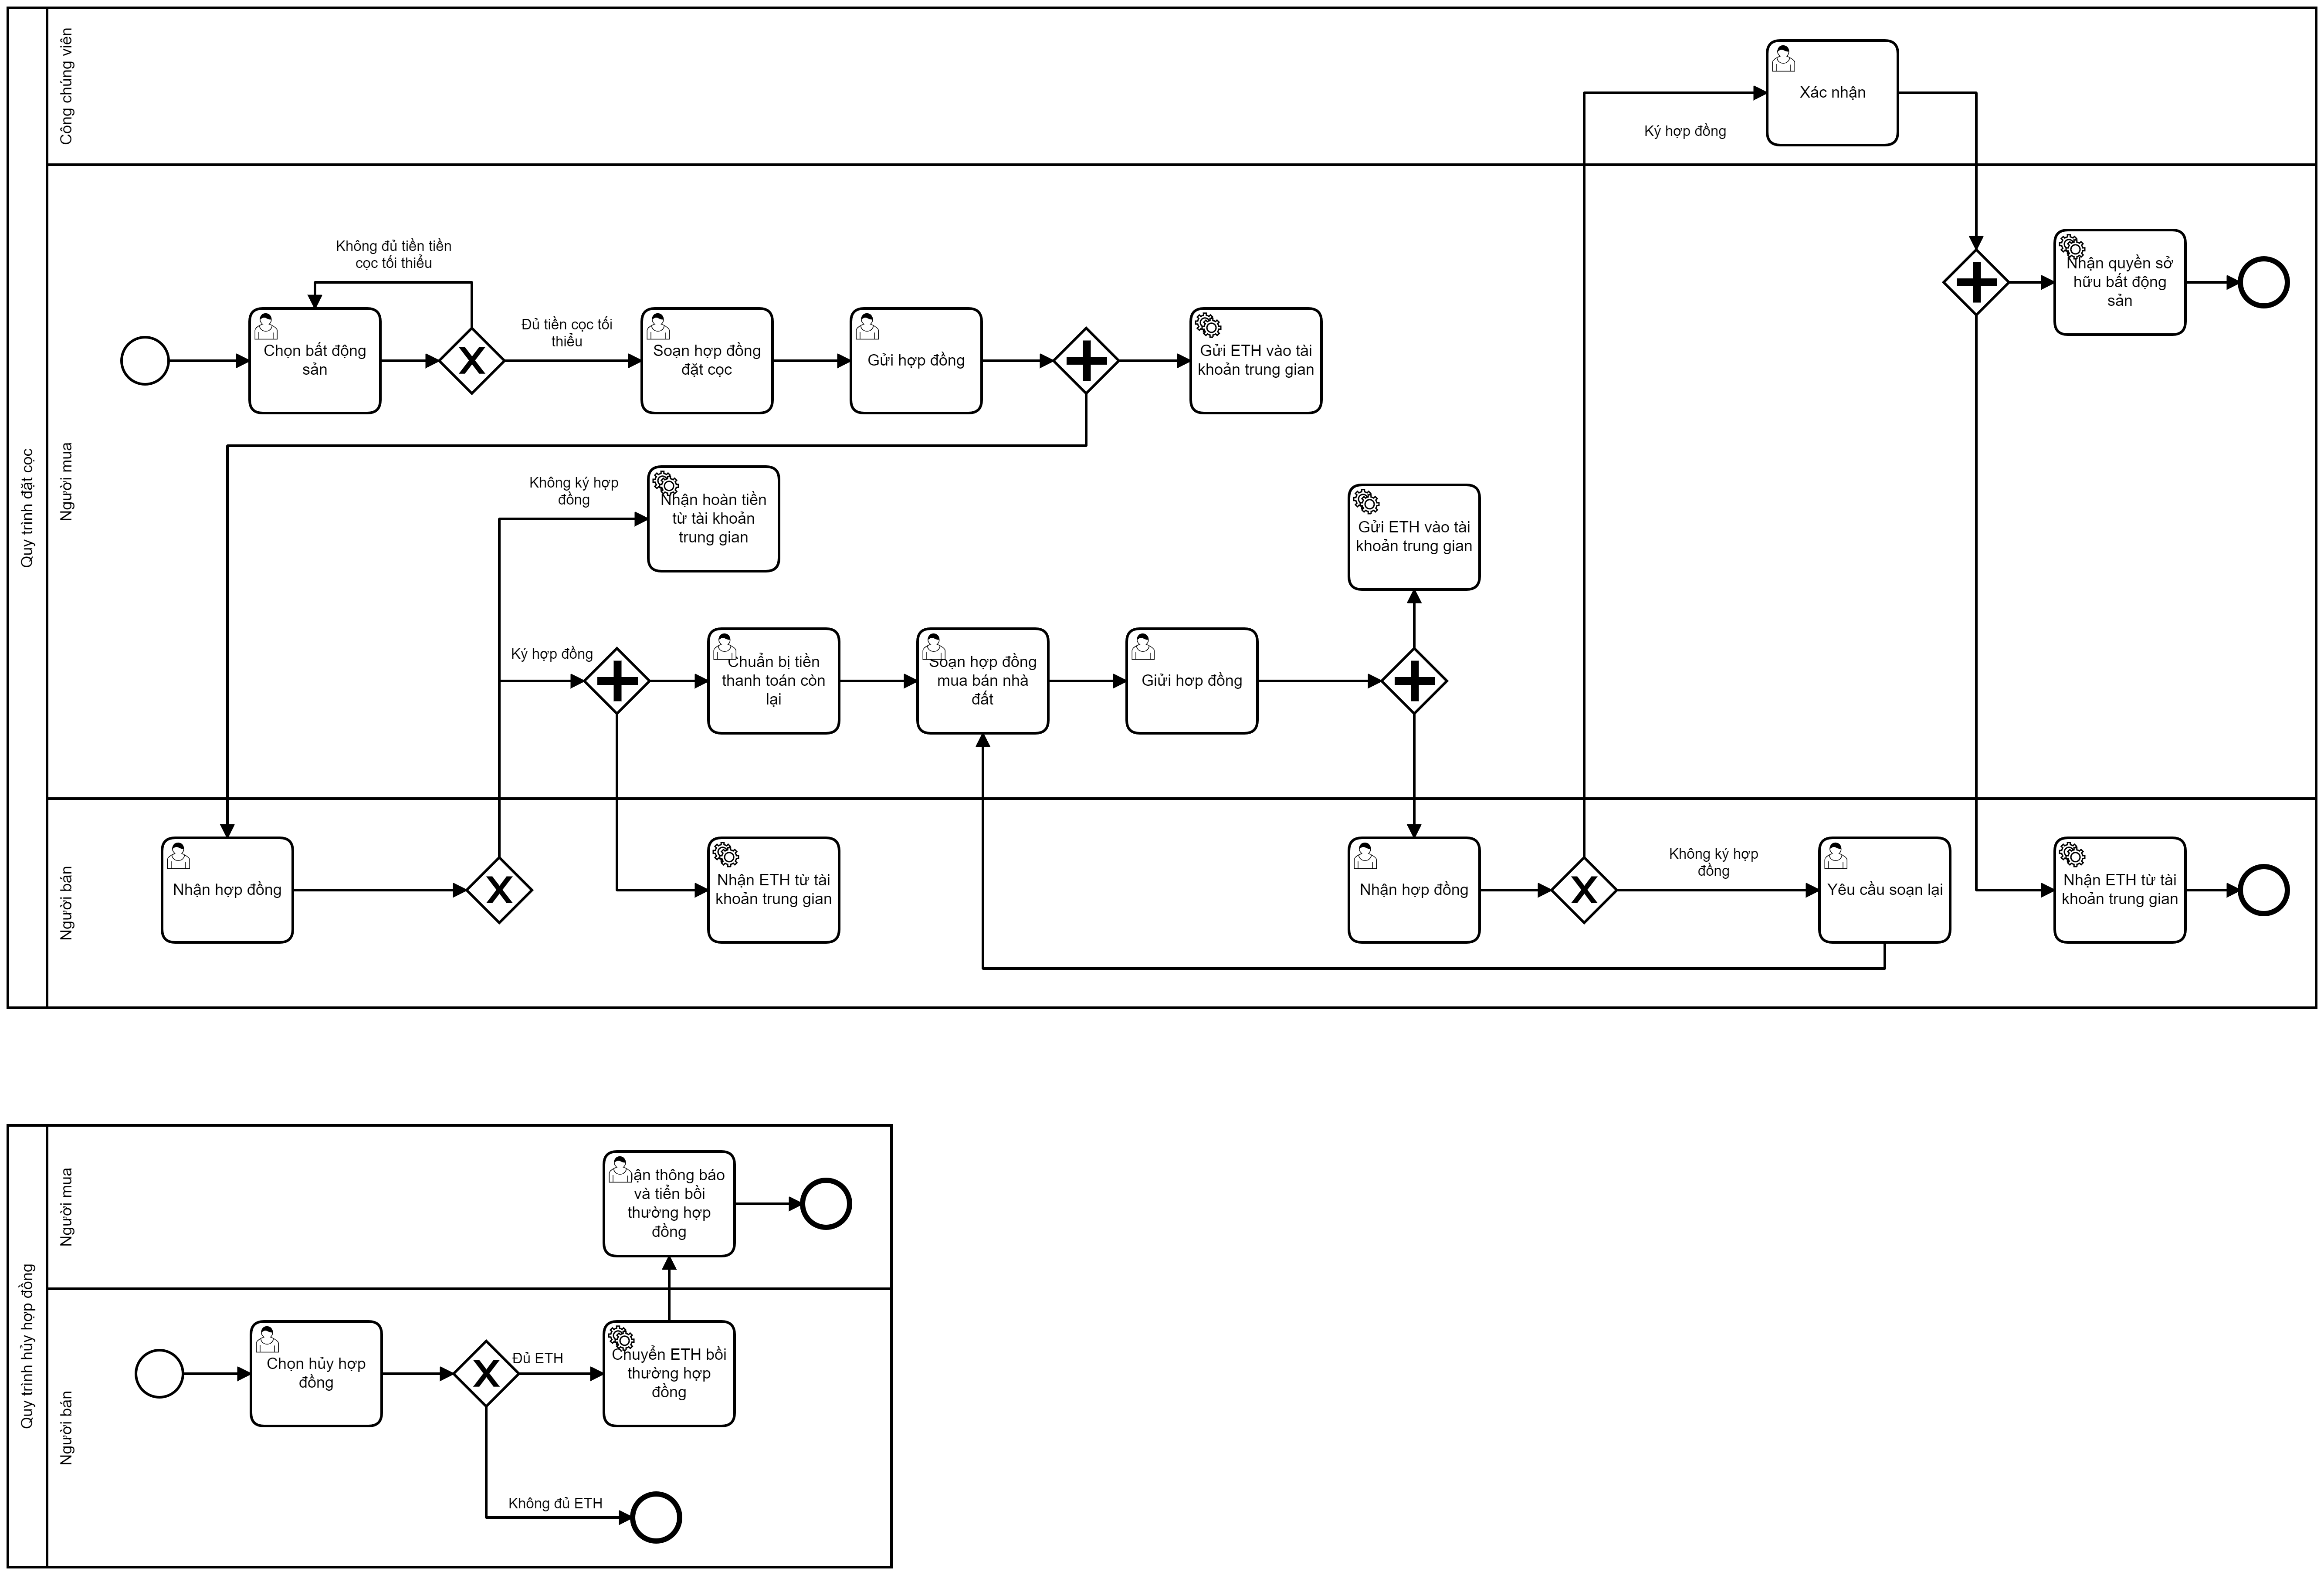 Quy trình đặt cọc
Công chúng viên
Xác nhận
Ký hợp đồng
Người mua
Không đủ tiền tiền
cọc tối thiểu
Chọn bất động
sản
Đủ tiền cọc tối
thiểu
Soạn hợp đồng
đặt cọc
Gửi hợp đồng
Gửi ETH vào tài
khoản trung gian
Nhận quyền sở
hữu bất động
sản
Không ký hợp
đồng
Nhận hoàn tiền
từ tài khoản
trung gian
Gửi ETH vào tài
khoản trung gian
Ký hợp đồng
Chuẩn bị tiền
thanh toán còn
lại
Soạn hợp đồng
mua bán nhà
đất
Giửi hợp đồng
Người bán
Nhận hợp đồng
Nhận ETH từ tài
khoản trung gian
Nhận hợp đồng
Không ký hợp
đồng
Yêu cầu soạn lại
Nhận ETH từ tài
khoản trung gian
Quy trình hủy hợp đồng
Người mua
thông báo
và tiển bồi
thường hợp
đồng
Người bán
Chọn hủy hợp
đồng
Đủ ETH
Chuyển ETH bồi
thường hợp
đồng
Không đủ ETH